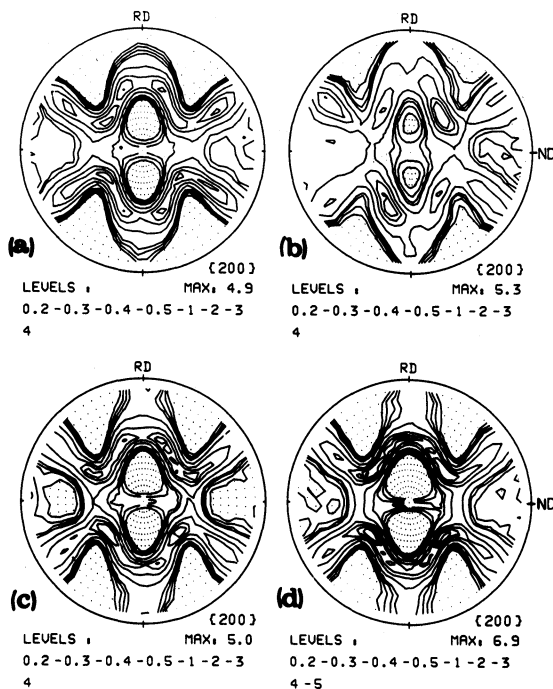 RD
RD
ND
(a)
(b)
{200}
{200}
LEVELS : MAX: 4.9
LEVELS : MAX: 5.3
0.2-0.3-0.4-0.5-1-2-3
0.2-0.3-0.4-0.5-1-2-3
4
4
RD
RD
ND
(c)
(d)
{200}
{200}
LEVELS : MAX: 5.0
LEVELS : MAX: 6.9
0.2-0.3-0.4-0.5-1-2-3
0.2-0.3-0.4-0.5-1-2-3
4
4-5